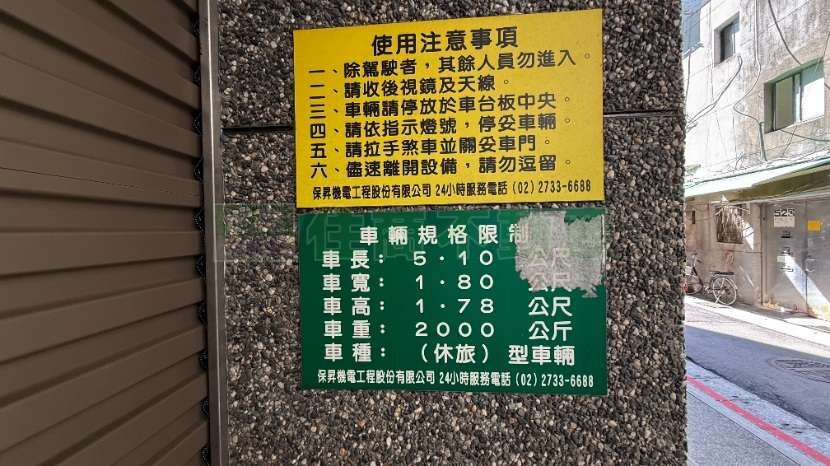 使用注意事項
一、除駕駛者，其餘人員勿進入。
二、請收後視鏡及天線。
三、車輛請停放於車台板中央。
四、請依指示燈號，停妥車輛。
五、請拉手煞車並關妥車門。
六、儘速離開設備，請勿逗留。
保昇機電工程股份有限公司 24小時服務電話 (02) 2733-6688
車輛規格限制
車長： 5.10 公尺
車寬： 1.80 公尺
車高： 1.78 公尺
車重： 2000 公斤
車種： （休旅）型車輛
保昇機電工程股份有限公司 24小時服務電話 (02) 2733-6688
523